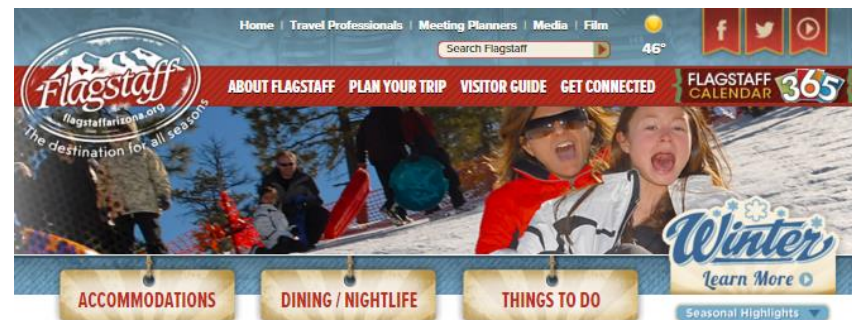 Home | Travel Professionals | Meeting Planners | Media | Film
Search Flagstaff
46°
Flagstaff
flagstaffarizona.org
The destination for all seasons
ABOUT FLAGSTAFF PLAN YOUR TRIP VISITOR GUIDE GET CONNECTED
FLAGSTAFF
CALENDAR 365
Winter
Learn More
ACCOMMODATIONS DINING / NIGHTLIFE THINGS TO DO
Seasonal Highlights